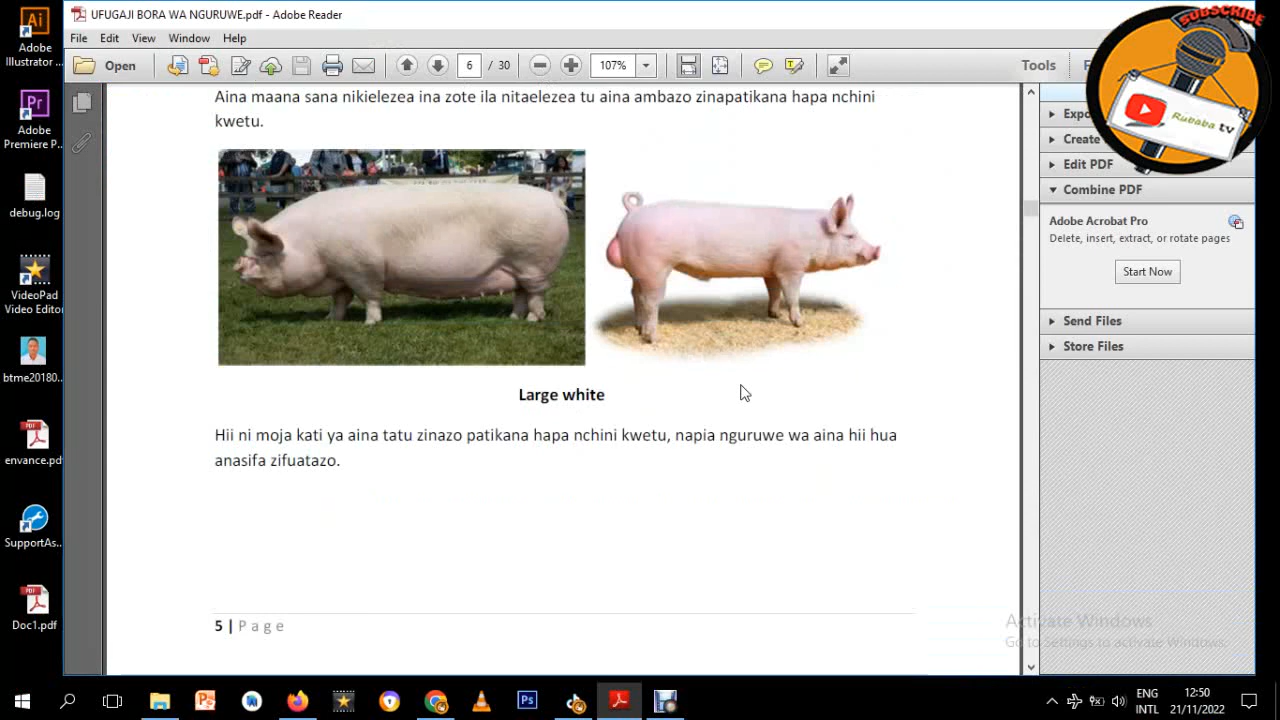 UFUGAJI BORA WA NGURUWE.pdf - Adobe Reader
File Edit View Window Help
Open 6 / 30 107% Tools
Aina maana sana nikielezea ina zote ila nitaelezea tu aina ambazo zinapatikana hapa nchini
kwetu.
Large white
Hii ni moja kati ya aina tatu zinazo patikana hapa nchini kwetu, napia nguruwe wa aina hii hua
anasifa zifuatazo.
5 | Page
Create
Edit PDF
Combine PDF
Adobe Acrobat Pro
Delete, insert, extract, or rotate pages
Start Now
Send Files
Store Files
SUBSCRIBE
Rubaba tv
Adobe
Illustrator ...
Ai
Pr
Adobe
Premiere P...
debug.log
VideoPad
Video Editor
btme20180...
envance.pdf
SupportAs...
Doc1.pdf
Activate Windows
Go to Settings to activate Windows.
Ps
ENG
INTL
12:50
21/11/2022